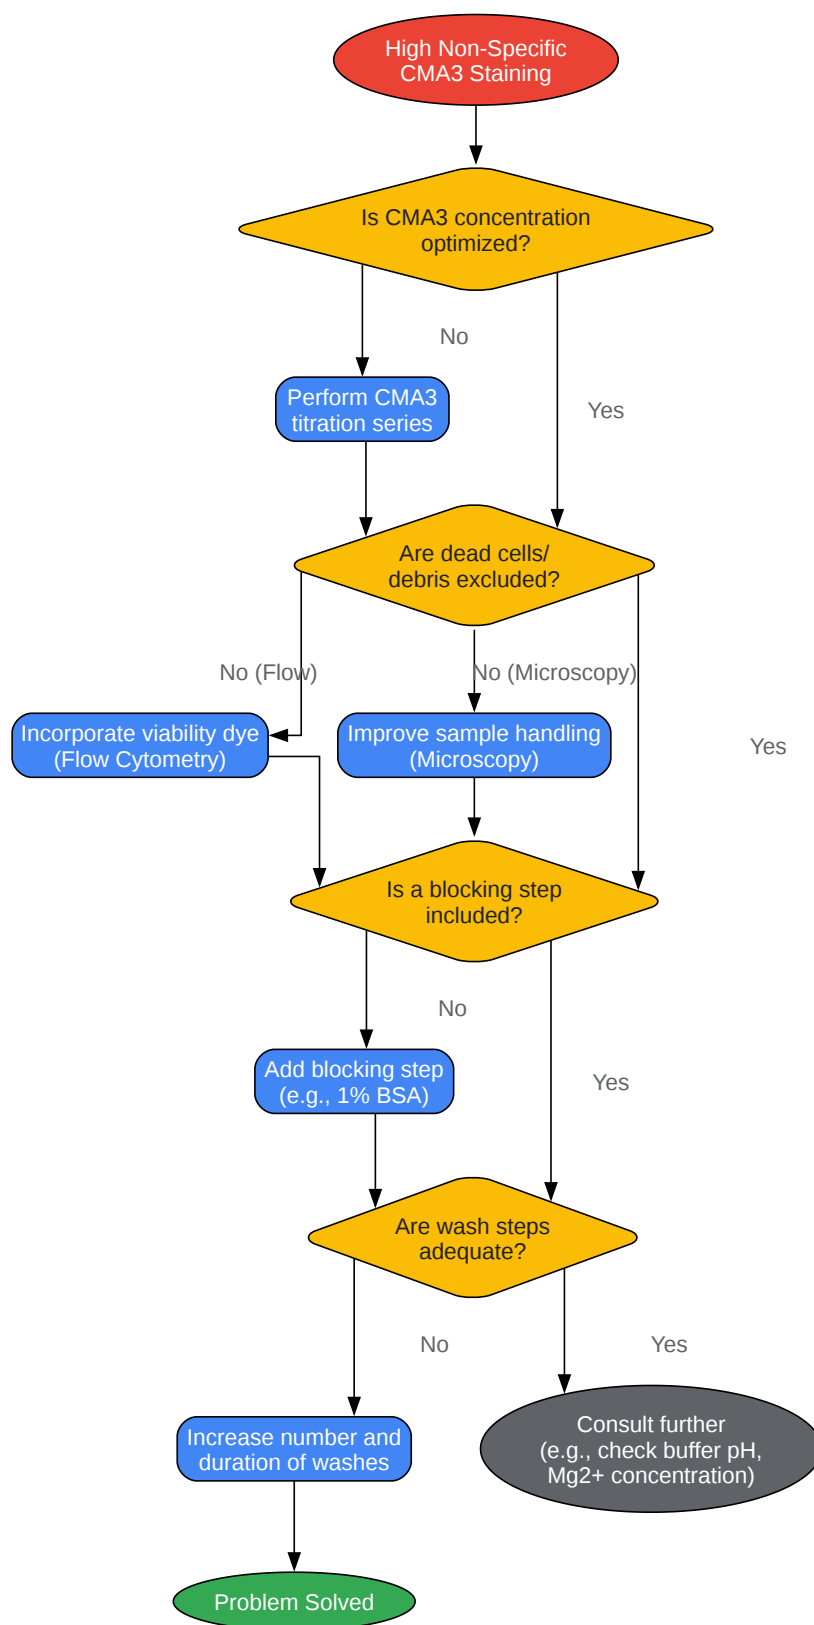 High Non-Specific
CMA3 Staining
Is CMA3 concentration
optimized?
No
Perform CMA3
titration series
Yes
Are dead cells/
debris excluded?
No (Flow)
No (Microscopy)
Incorporate viability dye
(Flow Cytometry)
Improve sample handling
(Microscopy)
Yes
Is a blocking step
included?
No
Add blocking step
(e.g., 1% BSA)
Yes
Are wash steps
adequate?
No
Yes
Increase number and
duration of washes
Consult further
(e.g., check buffer pH,
Mg2+ concentration)
Problem Solved